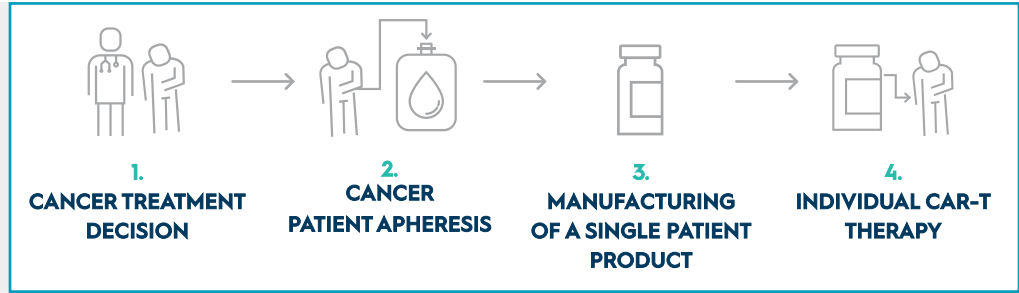 1.
CANCER TREATMENT
DECISION
2.
CANCER
PATIENT APHERESIS
3.
MANUFACTURING
OF A SINGLE PATIENT
PRODUCT
4.
INDIVIDUAL CAR-T
THERAPY